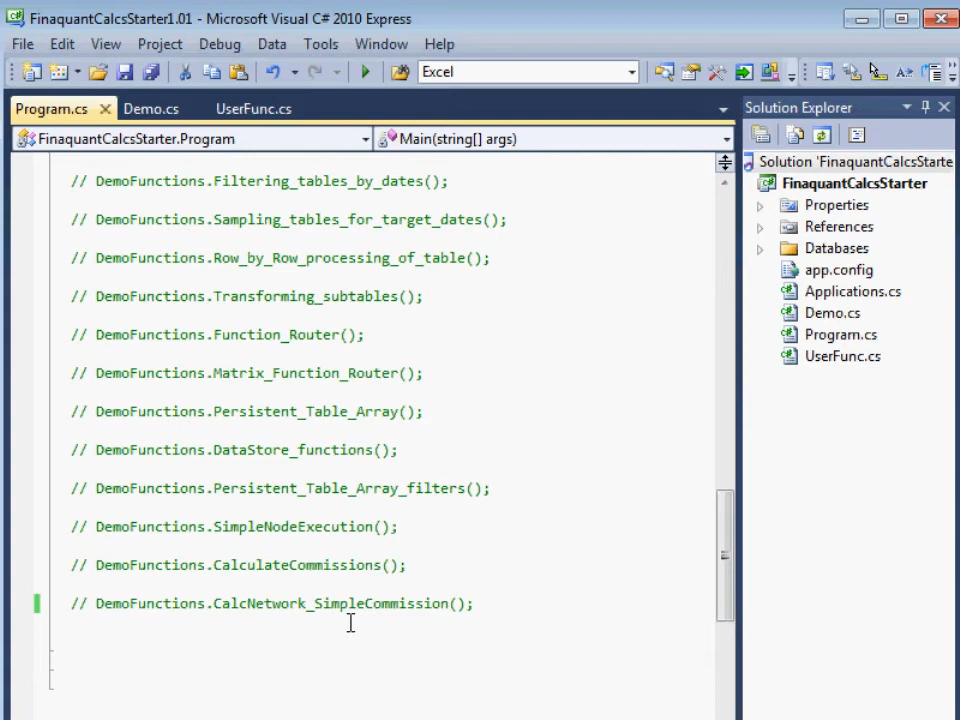 FinaquantCalcsStarter1.01 - Microsoft Visual C# 2010 Express
File Edit View Project Debug Data Tools Window Help
Excel
Program.cs Demo.cs UserFunc.cs
FinaquantCalcsStarter.Program Main(string[] args)
// DemoFunctions.Filtering_tables_by_dates();
// DemoFunctions.Sampling_tables_for_target_dates();
// DemoFunctions.Row_by_Row_processing_of_table();
// DemoFunctions.Transforming_subtables();
// DemoFunctions.Function_Router();
// DemoFunctions.Matrix_Function_Router();
// DemoFunctions.Persistent_Table_Array();
// DemoFunctions.DataStore_functions();
// DemoFunctions.Persistent_Table_Array_filters();
// DemoFunctions.SimpleNodeExecution();
// DemoFunctions.CalculateCommissions();
// DemoFunctions.CalcNetwork_SimpleCommission();
Solution Explorer
Solution 'FinaquantCalcsStarte
FinaquantCalcsStarter
Properties
References
Databases
app.config
Applications.cs
Demo.cs
Program.cs
UserFunc.cs